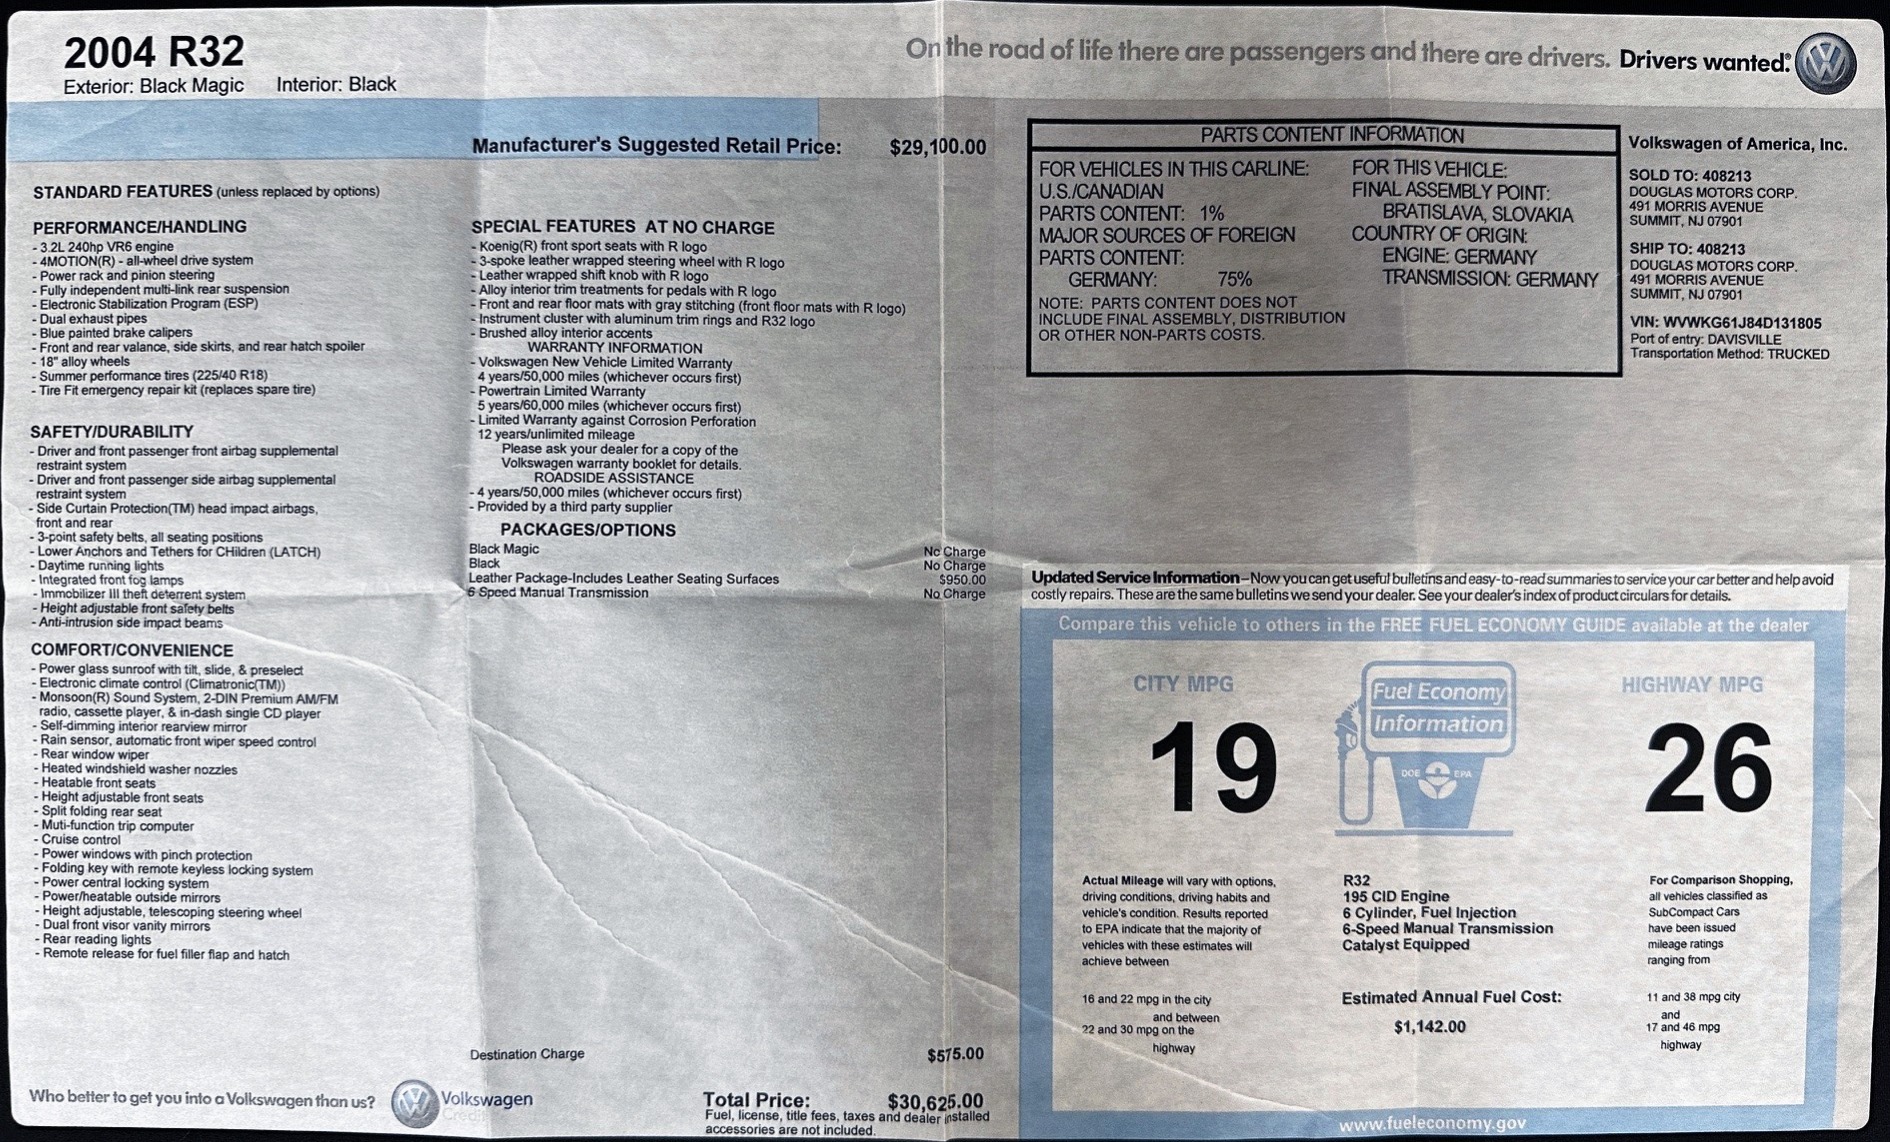 2004 R32
Exterior: Black Magic Interior: Black
On the road of life there are passengers and there are drivers. Drivers wanted.®
Manufacturer's Suggested Retail Price: $29,100.00
STANDARD FEATURES (unless replaced by options)
PERFORMANCE/HANDLING
- 3.2L 240hp VR6 engine
- 4MOTION(R) - all-wheel drive system
- Power rack and pinion steering
- Fully independent multi-link rear suspension
- Electronic Stabilization Program (ESP)
- Dual exhaust pipes
- Blue painted brake calipers
- Front and rear valance, side skirts, and rear hatch spoiler
- 18" alloy wheels
- Summer performance tires (225/40 R18)
- Tire Fit emergency repair kit (replaces spare tire)
SAFETY/DURABILITY
- Driver and front passenger front airbag supplemental
restraint system
- Driver and front passenger side airbag supplemental
restraint system
- Side Curtain Protection(TM) head impact airbags,
front and rear
- 3-point safety belts, all seating positions
- Lower Anchors and Tethers for CHildren (LATCH)
- Daytime running lights
- Integrated front fog lamps
- Immobilizer III theft deterrent system
- Height adjustable front safety belts
- Anti-intrusion side impact beams
COMFORT/CONVENIENCE
- Power glass sunroof with tilt, slide, & preselect
- Electronic climate control (Climatronic(TM))
- Monsoon(R) Sound System, 2-DIN Premium AM/FM
radio, cassette player, & in-dash single CD player
- Self-dimming interior rearview mirror
- Rain sensor, automatic front wiper speed control
- Rear window wiper
- Heated windshield washer nozzles
- Heatable front seats
- Height adjustable front seats
- Split folding rear seat
- Muti-function trip computer
- Cruise control
- Power windows with pinch protection
- Folding key with remote keyless locking system
- Power central locking system
- Power/heatable outside mirrors
- Height adjustable, telescoping steering wheel
- Dual front visor vanity mirrors
- Rear reading lights
- Remote release for fuel filler flap and hatch
SPECIAL FEATURES AT NO CHARGE
- Koenig(R) front sport seats with R logo
- 3-spoke leather wrapped steering wheel with R logo
- Leather wrapped shift knob with R logo
- Alloy interior trim treatments for pedals with R logo
- Front and rear floor mats with gray stitching (front floor mats with R logo)
- Instrument cluster with aluminum trim rings and R32 logo
- Brushed alloy interior accents
WARRANTY INFORMATION
- Volkswagen New Vehicle Limited Warranty
4 years/50,000 miles (whichever occurs first)
- Powertrain Limited Warranty
5 years/60,000 miles (whichever occurs first)
- Limited Warranty against Corrosion Perforation
12 years/unlimited mileage
Please ask your dealer for a copy of the
Volkswagen warranty booklet for details.
ROADSIDE ASSISTANCE
- 4 years/50,000 miles (whichever occurs first)
- Provided by a third party supplier
PACKAGES/OPTIONS
Black Magic No Charge
Black No Charge
Leather Package-Includes Leather Seating Surfaces $950.00
6 Speed Manual Transmission No Charge
Destination Charge $575.00
Total Price: $30,625.00
Fuel, license, title fees, taxes and dealer installed
accessories are not included.
Who better to get you into a Volkswagen than us? Volkswagen
Credit
PARTS CONTENT INFORMATION
FOR VEHICLES IN THIS CARLINE:
U.S./CANADIAN
PARTS CONTENT: 1%
MAJOR SOURCES OF FOREIGN
PARTS CONTENT:
GERMANY: 75%
NOTE: PARTS CONTENT DOES NOT
INCLUDE FINAL ASSEMBLY, DISTRIBUTION
OR OTHER NON-PARTS COSTS.
FOR THIS VEHICLE:
FINAL ASSEMBLY POINT:
BRATISLAVA, SLOVAKIA
COUNTRY OF ORIGIN:
ENGINE: GERMANY
TRANSMISSION: GERMANY
Volkswagen of America, Inc.
SOLD TO: 408213
DOUGLAS MOTORS CORP.
491 MORRIS AVENUE
SUMMIT, NJ 07901
SHIP TO: 408213
DOUGLAS MOTORS CORP.
491 MORRIS AVENUE
SUMMIT, NJ 07901
VIN: WVWKG61J84D131805
Port of entry: DAVISVILLE
Transportation Method: TRUCKED
Updated Service Information–Now you can get useful bulletins and easy-to-read summaries to service your car better and help avoid
costly repairs. These are the same bulletins we send your dealer. See your dealer's index of product circulars for details.
Compare this vehicle to others in the FREE FUEL ECONOMY GUIDE available at the dealer
CITY MPG
19
Fuel Economy
Information
DOE EPA
HIGHWAY MPG
26
Actual Mileage will vary with options,
driving conditions, driving habits and
vehicle's condition. Results reported
to EPA indicate that the majority of
vehicles with these estimates will
achieve between
16 and 22 mpg in the city
and between
22 and 30 mpg on the
highway
R32
195 CID Engine
6 Cylinder, Fuel Injection
6-Speed Manual Transmission
Catalyst Equipped
Estimated Annual Fuel Cost:
$1,142.00
For Comparison Shopping,
all vehicles classified as
SubCompact Cars
have been issued
mileage ratings
ranging from
11 and 38 mpg city
and
17 and 46 mpg
highway
www.fueleconomy.gov